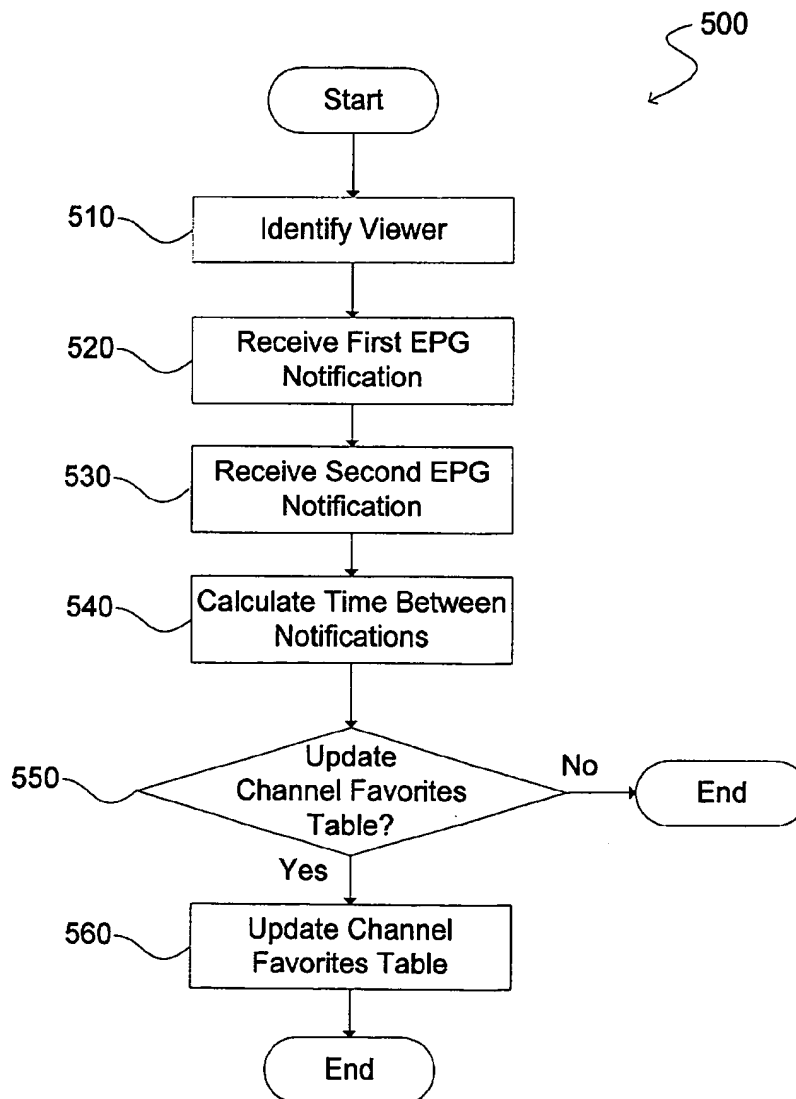 500
Start
510
Identify Viewer
520
Receive First EPG
Notification
530
Receive Second EPG
Notification
540
Calculate Time Between
Notifications
550
Update
Channel Favorites
Table?
No
End
Yes
560
Update Channel
Favorites Table
End